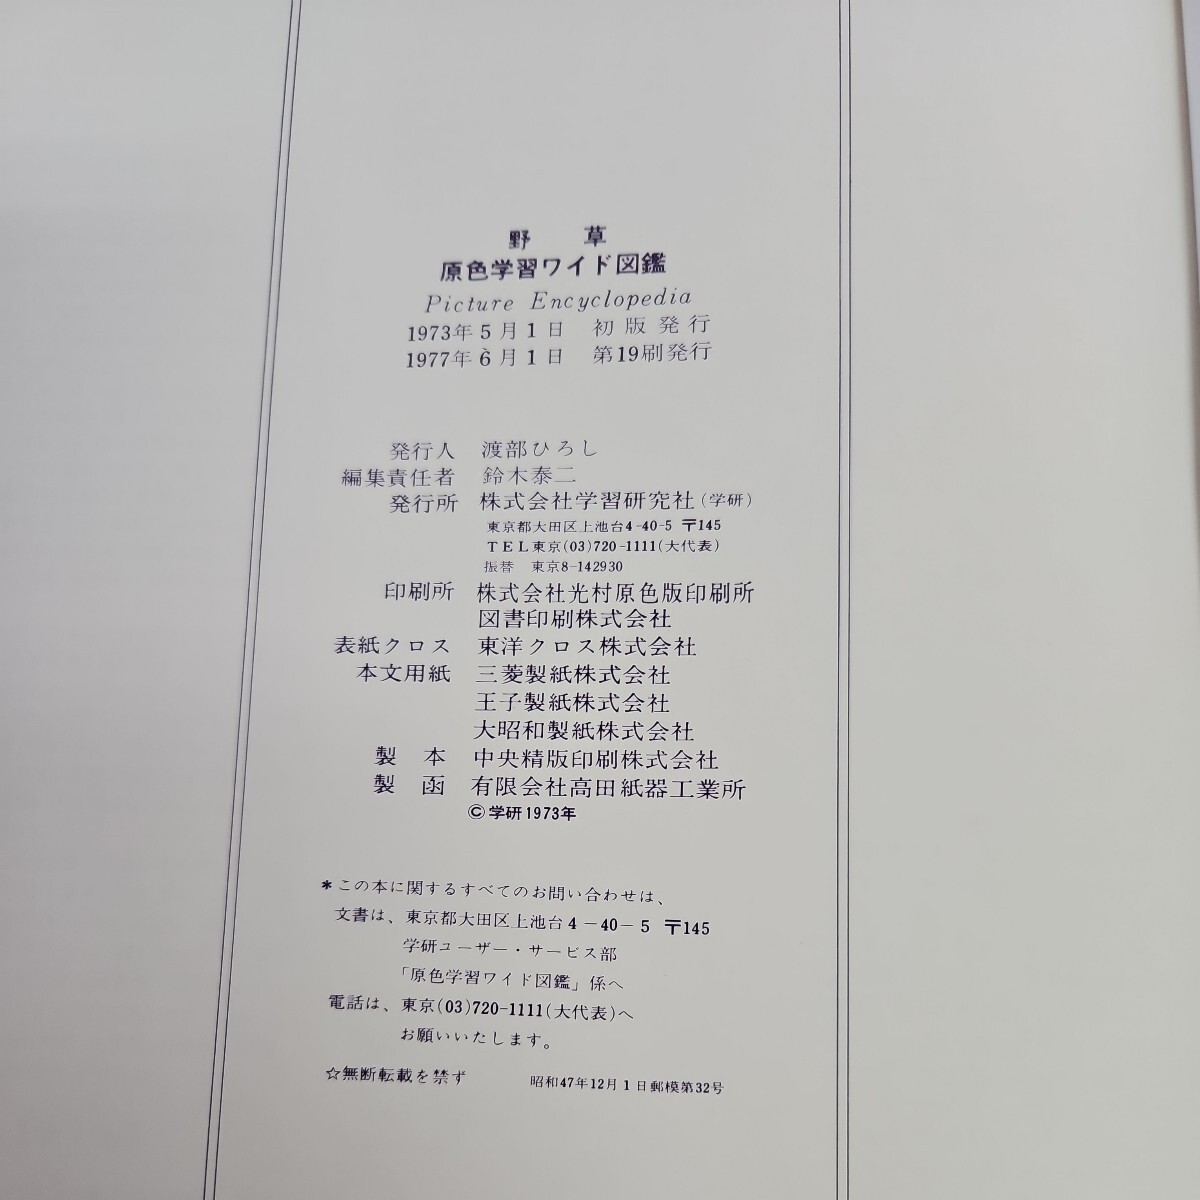 野 草
原色学習ワイド図鑑
Picture Encyclopedia
1973年5月1日 初版発行
1977年6月1日 第19刷発行
発行人 渡部ひろし
編集責任者 鈴木泰二
発行所 株式会社学習研究社(学研)
東京都大田区上池台4-40-5 〒145
TEL東京(03)720-1111(大代表)
振替 東京8-142930
印刷所 株式会社光村原色版印刷所
図書印刷株式会社
表紙クロス 東洋クロス株式会社
本文用紙 三菱製紙株式会社
王子製紙株式会社
大昭和製紙株式会社
製 本 中央精版印刷株式会社
製 函 有限会社高田紙器工業所
©学研1973年
*この本に関するすべてのお問い合わせは、
文書は、東京都大田区上池台4-40-5 〒145
学研ユーザー・サービス部
「原色学習ワイド図鑑」係へ
電話は、東京(03)720-1111(大代表)へ
お願いいたします。
☆無断転載を禁ず 昭和47年12月1日郵模第32号